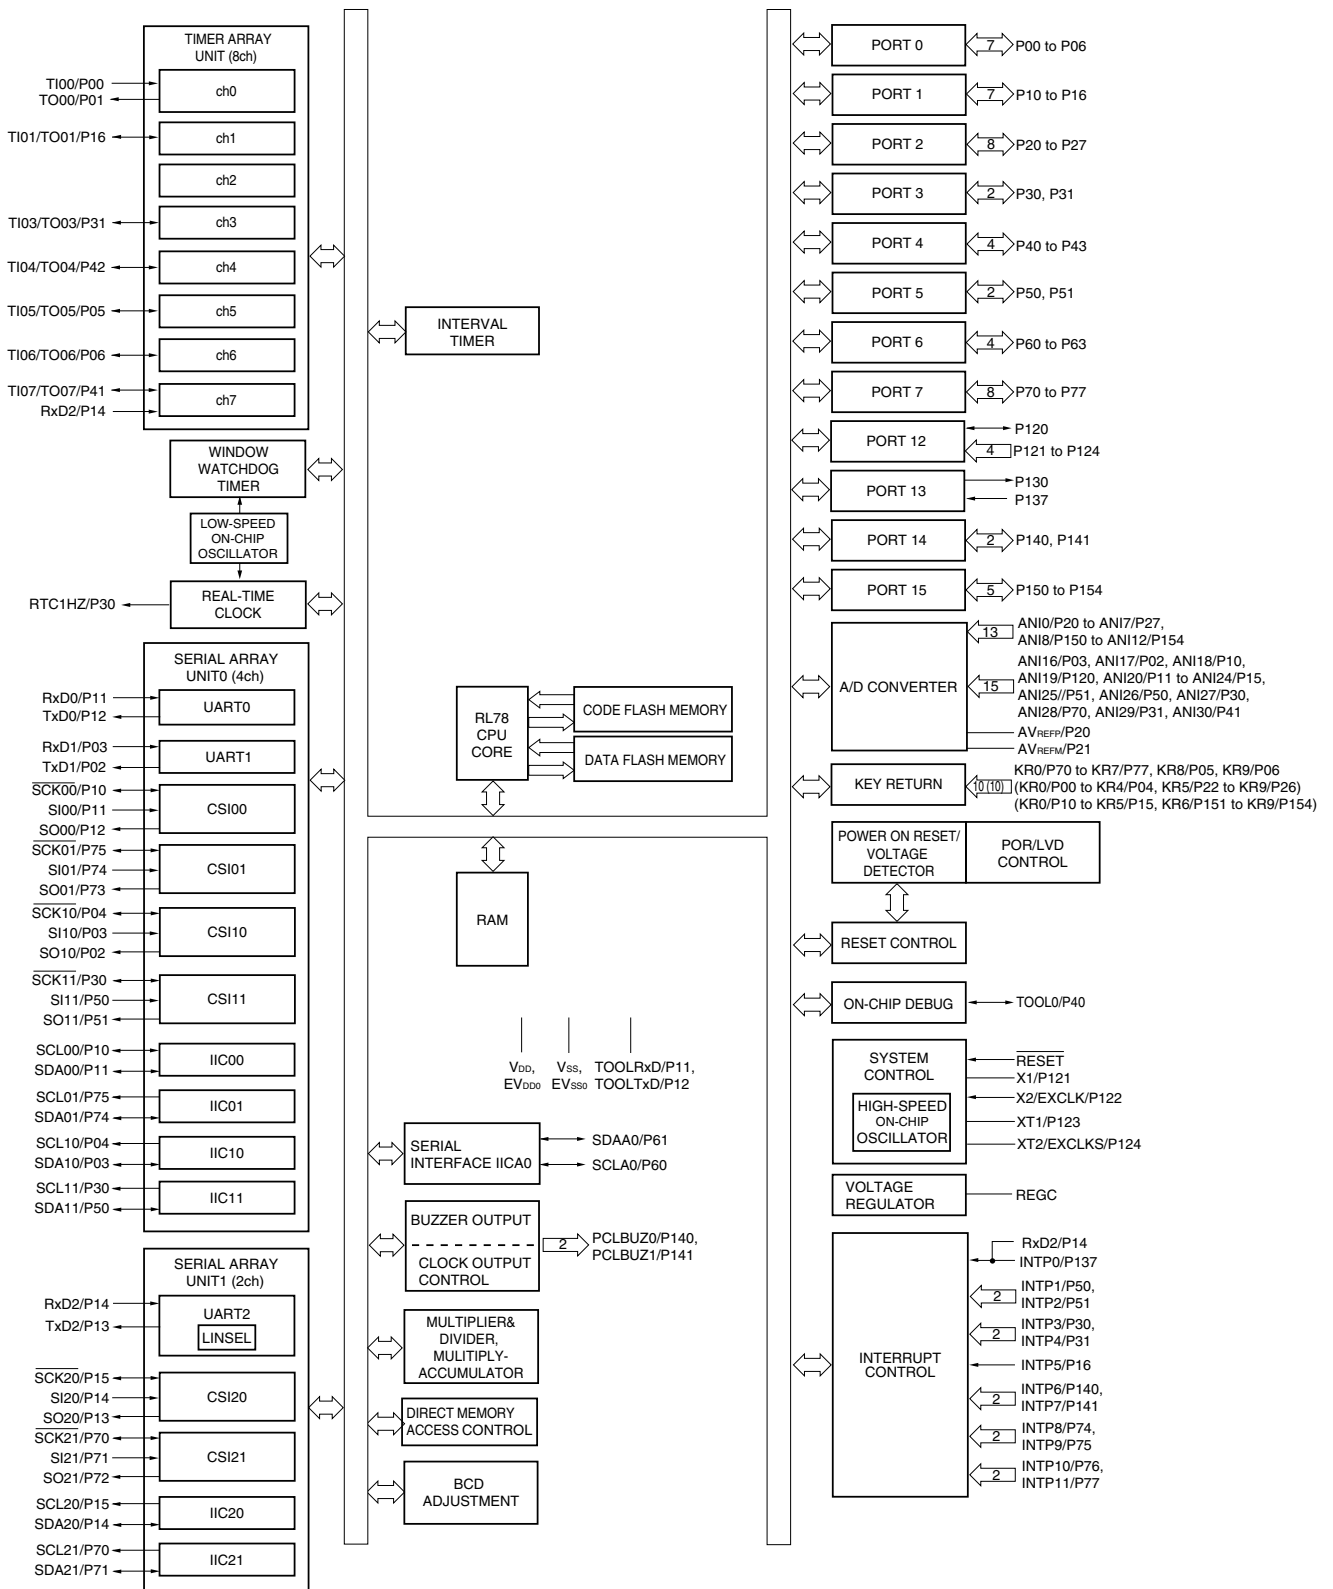 TIMER ARRAY
UNIT (8ch)
TI00/P00
TO00/P01
ch0
TI01/TO01/P16
ch1
ch2
TI03/TO03/P31
ch3
TI04/TO04/P42
ch4
TI05/TO05/P05
ch5
TI06/TO06/P06
ch6
TI07/TO07/P41
RxD2/P14
ch7
WINDOW
WATCHDOG
TIMER
LOW-SPEED
ON-CHIP
OSCILLATOR
RTC1HZ/P30
REAL-TIME
CLOCK
SERIAL ARRAY
UNIT0 (4ch)
RxD0/P11
TxD0/P12
UART0
RxD1/P03
TxD1/P02
UART1
SCK00/P10
SI00/P11
SO00/P12
CSI00
SCK01/P75
SI01/P74
SO01/P73
CSI01
SCK10/P04
SI10/P03
SO10/P02
CSI10
SCK11/P30
SI11/P50
SO11/P51
CSI11
SCL00/P10
SDA00/P11
IIC00
SCL01/P75
SDA01/P74
IIC01
SCL10/P04
SDA10/P03
IIC10
SCL11/P30
SDA11/P50
IIC11
SERIAL ARRAY
UNIT1 (2ch)
RxD2/P14
TxD2/P13
UART2
LINSEL
SCK20/P15
SI20/P14
SO20/P13
CSI20
SCK21/P70
SI21/P71
SO21/P72
CSI21
SCL20/P15
SDA20/P14
IIC20
SCL21/P70
SDA21/P71
IIC21
INTERVAL
TIMER
RL78
CPU
CORE
CODE FLASH MEMORY
DATA FLASH MEMORY
RAM
VDD,
EVDD0
VSS,
EVSS0
TOOLRxD/P11,
TOOLTxD/P12
SERIAL
INTERFACE IICA0
SDAA0/P61
SCLA0/P60
BUZZER OUTPUT
CLOCK OUTPUT
CONTROL
2
PCLBUZ0/P140,
PCLBUZ1/P141
MULTIPLIER&
DIVIDER,
MULITIPLY-
ACCUMULATOR
DIRECT MEMORY
ACCESS CONTROL
BCD
ADJUSTMENT
PORT 0
7
P00 to P06
PORT 1
7
P10 to P16
PORT 2
8
P20 to P27
PORT 3
2
P30, P31
PORT 4
4
P40 to P43
PORT 5
2
P50, P51
PORT 6
4
P60 to P63
PORT 7
8
P70 to P77
PORT 12
P120
4
P121 to P124
PORT 13
P130
P137
PORT 14
2
P140, P141
PORT 15
5
P150 to P154
A/D CONVERTER
13
ANI0/P20 to ANI7/P27,
ANI8/P150 to ANI12/P154
15
ANI16/P03, ANI17/P02, ANI18/P10,
ANI19/P120, ANI20/P11 to ANI24/P15,
ANI25//P51, ANI26/P50, ANI27/P30,
ANI28/P70, ANI29/P31, ANI30/P41
AVREFP/P20
AVREFM/P21
KEY RETURN
10 (10)
KR0/P70 to KR7/P77, KR8/P05, KR9/P06
(KR0/P00 to KR4/P04, KR5/P22 to KR9/P26)
(KR0/P10 to KR5/P15, KR6/P151 to KR9/P154)
POWER ON RESET/
VOLTAGE
DETECTOR
POR/LVD
CONTROL
RESET CONTROL
ON-CHIP DEBUG
TOOL0/P40
SYSTEM
CONTROL
HIGH-SPEED
ON-CHIP
OSCILLATOR
RESET
X1/P121
X2/EXCLK/P122
XT1/P123
XT2/EXCLKS/P124
VOLTAGE
REGULATOR
REGC
INTERRUPT
CONTROL
RxD2/P14
INTP0/P137
2
INTP1/P50,
INTP2/P51
2
INTP3/P30,
INTP4/P31
INTP5/P16
2
INTP6/P140,
INTP7/P141
2
INTP8/P74,
INTP9/P75
2
INTP10/P76,
INTP11/P77